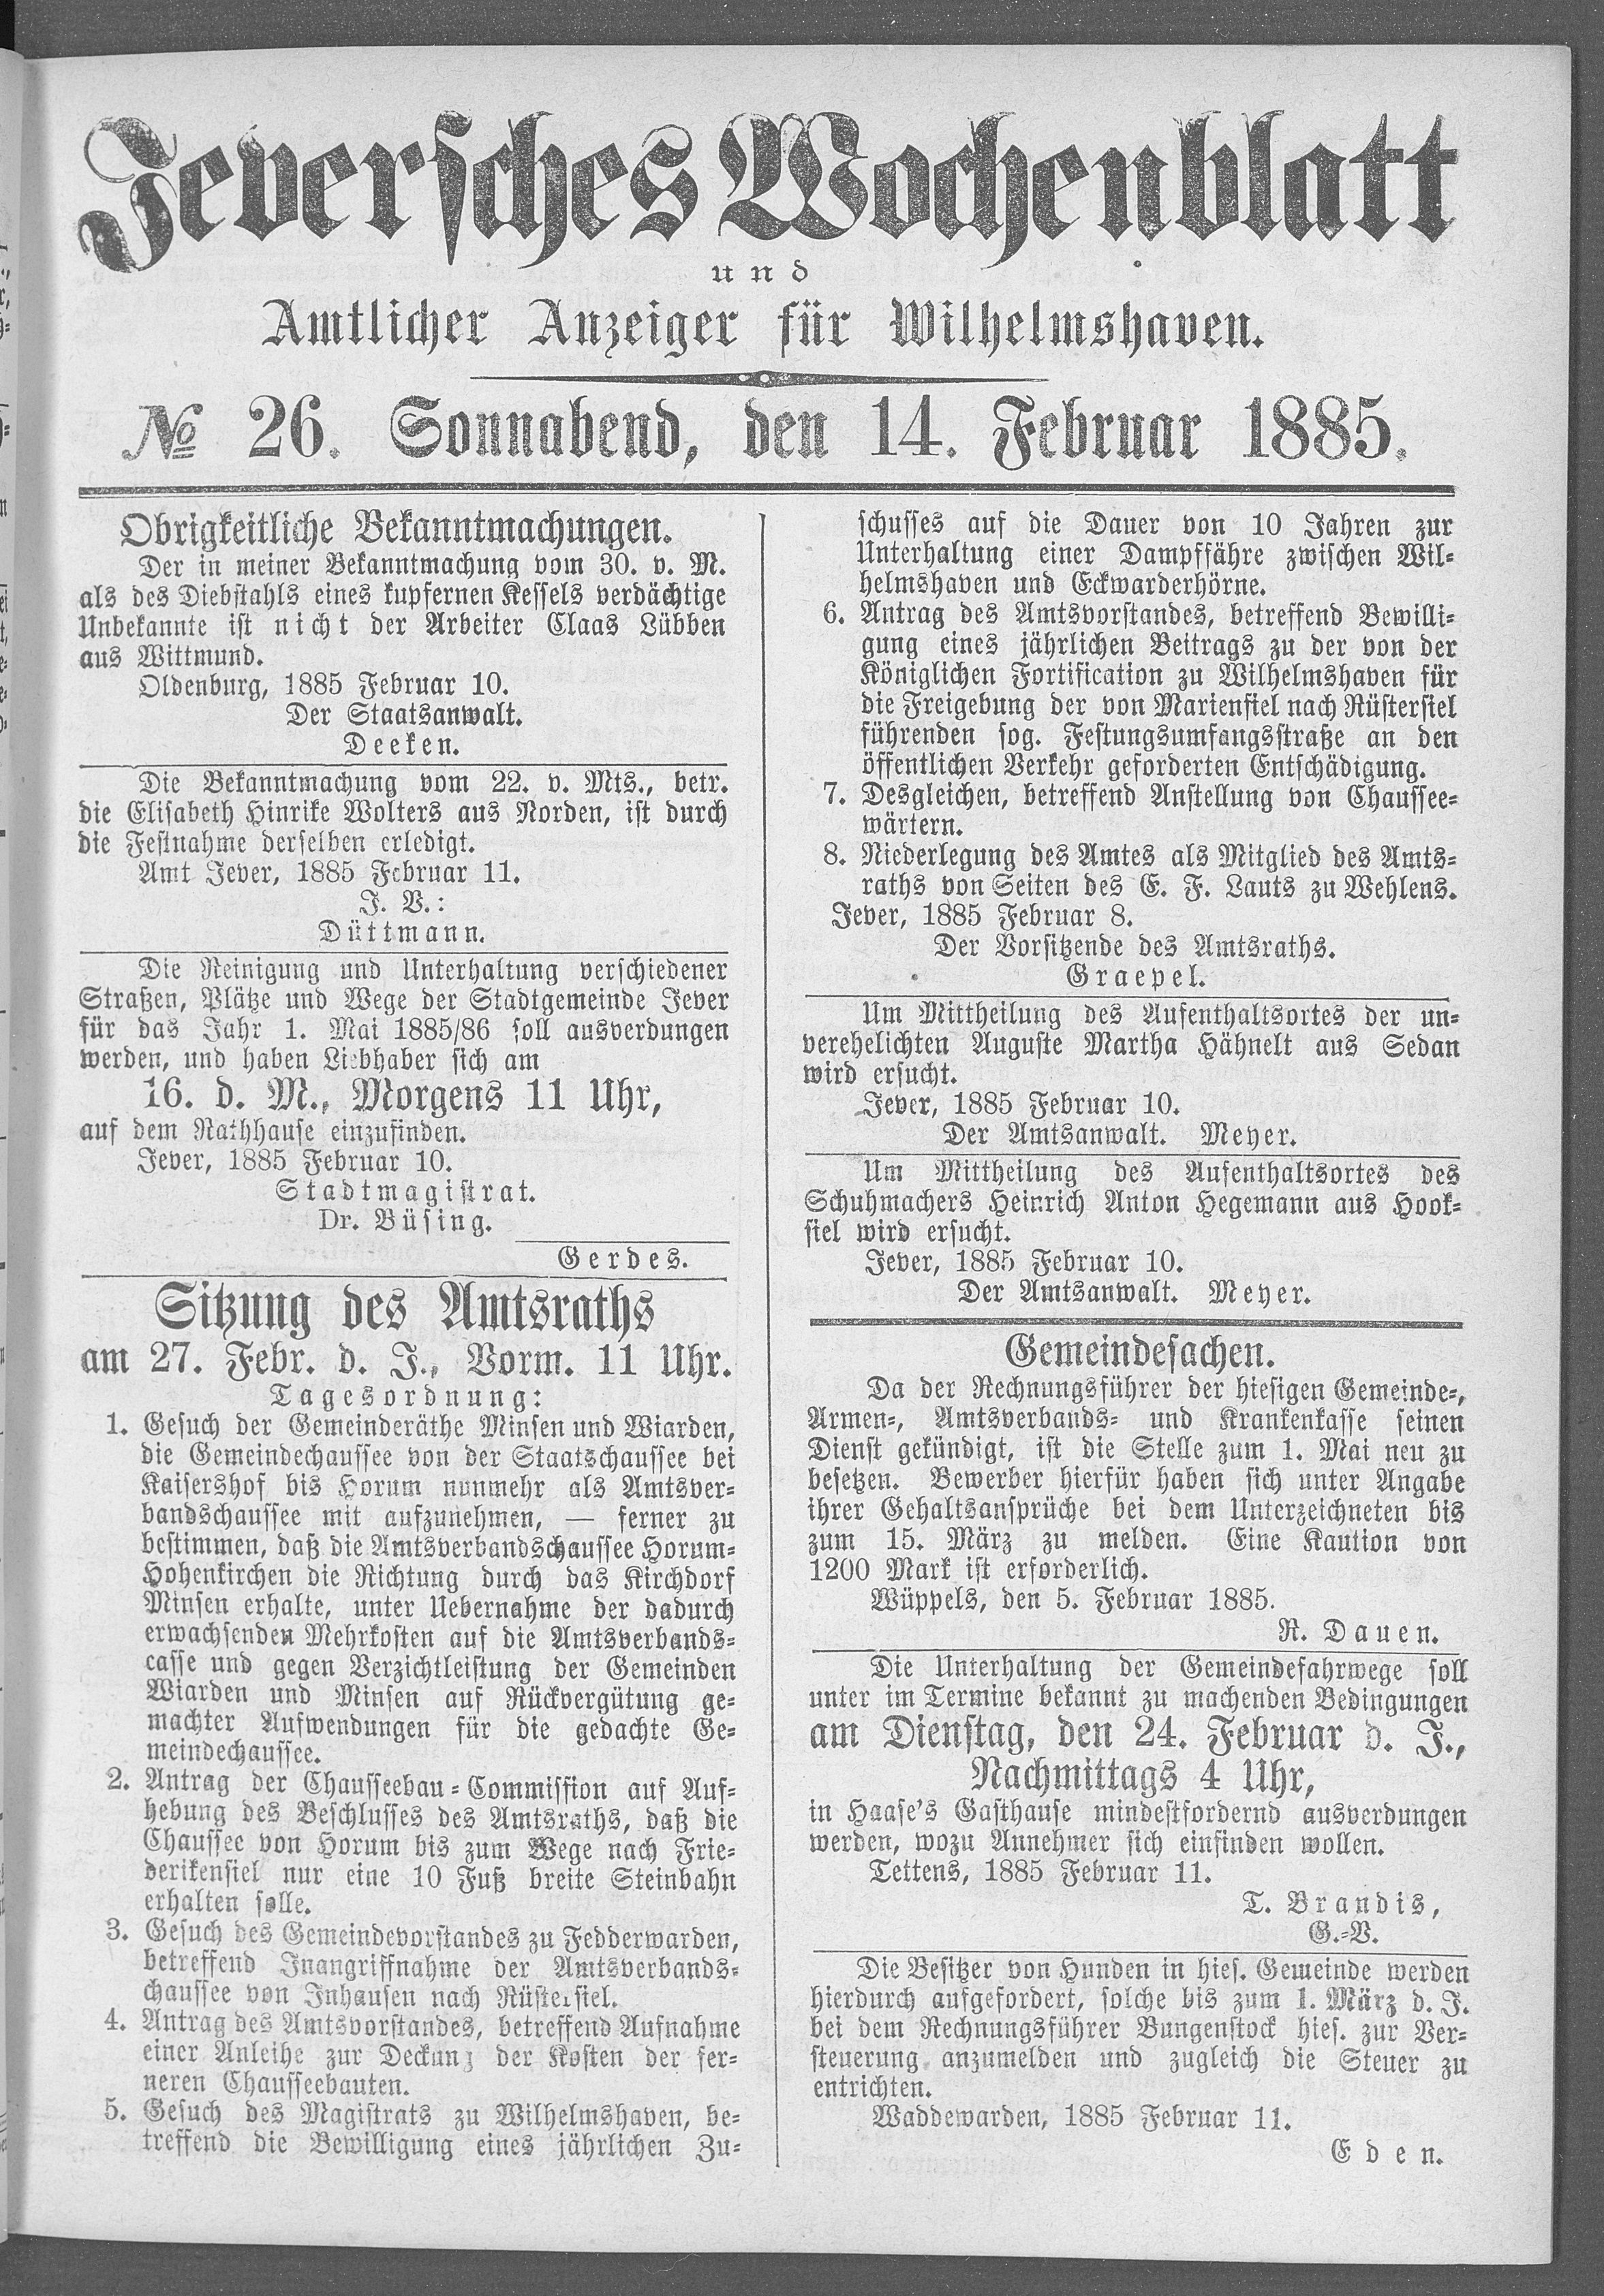 Jeversches Wochenblatt
und
Amtlicher Anzeiger für Wilhelmshaven.
№ 26. Sonnabend, den 14. Februar 1885.
Obrigkeitliche Bekanntmachungen.
Der in meiner Bekanntmachung vom 30. v. M.
als des Diebstahls eines kupfernen Kessels verdächtige
Unbekannte ist nicht der Arbeiter Claas Lübben
aus Wittmund.
Oldenburg, 1885 Februar 10.
Der Staatsanwalt.
Deeken.
Die Bekanntmachung vom 22. v. Mts., betr.
die Elisabeth Hinrike Wolters aus Norden, ist durch
die Festnahme derselben erledigt.
Amt Jever, 1885 Februar 11.
J. V.:
Düttmann.
Die Reinigung und Unterhaltung verschiedener
Straßen, Plätze und Wege der Stadtgemeinde Jever
für das Jahr 1. Mai 1885/86 soll ausverdungen
werden, und haben Liebhaber sich am
16. d. M., Morgens 11 Uhr,
auf dem Rathhause einzufinden.
Jever, 1885 Februar 10.
Stadtmagistrat.
Dr. Büsing.
Gerdes.
Sitzung des Amtsraths
am 27. Febr. d. J., Vorm. 11 Uhr.
Tagesordnung:
1. Gesuch der Gemeinderäthe Minsen und Wiarden,
die Gemeindechaussee von der Staatschaussee bei
Kaisershof bis Horum nunmehr als Amtsver-
bandschaussee mit aufzunehmen, — ferner zu
bestimmen, daß die Amtsverbandschaussee Horum-
Hohenkirchen die Richtung durch das Kirchdorf
Minsen erhalte, unter Uebernahme der dadurch
erwachsenden Mehrkosten auf die Amtsverbands-
casse und gegen Verzichtleistung der Gemeinden
Wiarden und Minsen auf Rückvergütung ge-
machter Aufwendungen für die gedachte Ge-
meindechaussee.
2. Antrag der Chausseebau-Commission auf Auf-
hebung des Beschlusses des Amtsraths, daß die
Chaussee von Horum bis zum Wege nach Frie-
derikensiel nur eine 10 Fuß breite Steinbahn
erhalten solle.
3. Gesuch des Gemeindevorstandes zu Fedderwarden,
betreffend Inangriffnahme der Amtsverbands-
chaussee von Inhausen nach Rüstersiel.
4. Antrag des Amtsvorstandes, betreffend Aufnahme
einer Anleihe zur Deckung der Kosten der fer-
neren Chausseebauten.
5. Gesuch des Magistrats zu Wilhelmshaven, be-
treffend die Bewilligung eines jährlichen Zu-
schusses auf die Dauer von 10 Jahren zur
Unterhaltung einer Dampffähre zwischen Wil-
helmshaven und Eckwarderhörne.
6. Antrag des Amtsvorstandes, betreffend Bewilli-
gung eines jährlichen Beitrags zu der von der
Königlichen Fortification zu Wilhelmshaven für
die Freigebung der von Mariensiel nach Rüstersiel
führenden sog. Festungsumfangsstraße an den
öffentlichen Verkehr geforderten Entschädigung.
7. Desgleichen, betreffend Anstellung von Chaussee-
wärtern.
8. Niederlegung des Amtes als Mitglied des Amts-
raths von Seiten des E. F. Lauts zu Wehlens.
Jever, 1885 Februar 8.
Der Vorsitzende des Amtsraths.
Graepel.
Um Mittheilung des Aufenthaltsortes der un-
verehelichten Auguste Martha Hähnelt aus Sedan
wird ersucht.
Jever, 1885 Februar 10.
Der Amtsanwalt. Meyer.
Um Mittheilung des Aufenthaltsortes des
Schuhmachers Heinrich Anton Hegemann aus Hook-
siel wird ersucht.
Jever, 1885 Februar 10.
Der Amtsanwalt. Meyer.
Gemeindesachen.
Da der Rechnungsführer der hiesigen Gemeinde-,
Armen-, Amtsverbands- und Krankenkasse seinen
Dienst gekündigt, ist die Stelle zum 1. Mai neu zu
besetzen. Bewerber hierfür haben sich unter Angabe
ihrer Gehaltsansprüche bei dem Unterzeichneten bis
zum 15. März zu melden. Eine Kaution von
1200 Mark ist erforderlich.
Wüppels, den 5. Februar 1885.
R. Dauen.
Die Unterhaltung der Gemeindefahrwege soll
unter im Termine bekannt zu machenden Bedingungen
am Dienstag, den 24. Februar d. J.,
Nachmittags 4 Uhr,
in Haase's Gasthause mindestfordernd ausverdungen
werden, wozu Annehmer sich einfinden wollen.
Tettens, 1885 Februar 11.
T. Brandis,
G.-V.
Die Besitzer von Hunden in hies. Gemeinde werden
hierdurch aufgefordert, solche bis zum 1. März d. J.
bei dem Rechnungsführer Bungenstock hies. zur Ver-
steuerung anzumelden und zugleich die Steuer zu
entrichten.
Waddewarden, 1885 Februar 11.
Eden.